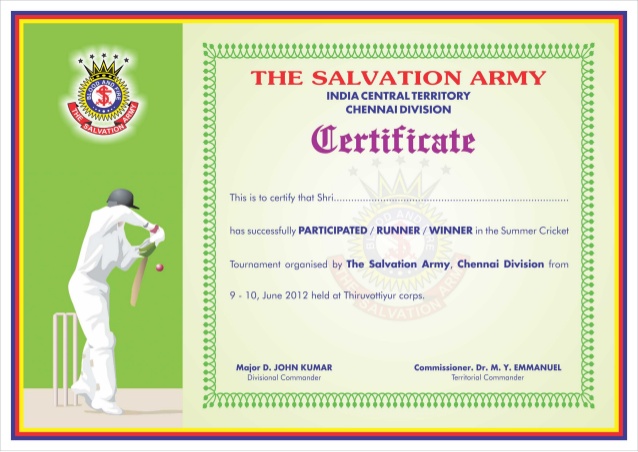 THE SALVATION ARMY
INDIA CENTRAL TERRITORY
CHENNAI DIVISION
Certificate
BLOOD AND FIRE
THE SALVATION ARMY
This is to certify that Shri..........................................................................
has successfully PARTICIPATED / RUNNER / WINNER in the Summer Cricket
Tournament organised by The Salvation Army, Chennai Division from
9 - 10, June 2012 held at Thiruvottiyur corps.
Major D. JOHN KUMAR
Divisional Commander
Commissioner. Dr. M. Y. EMMANUEL
Territorial Commander